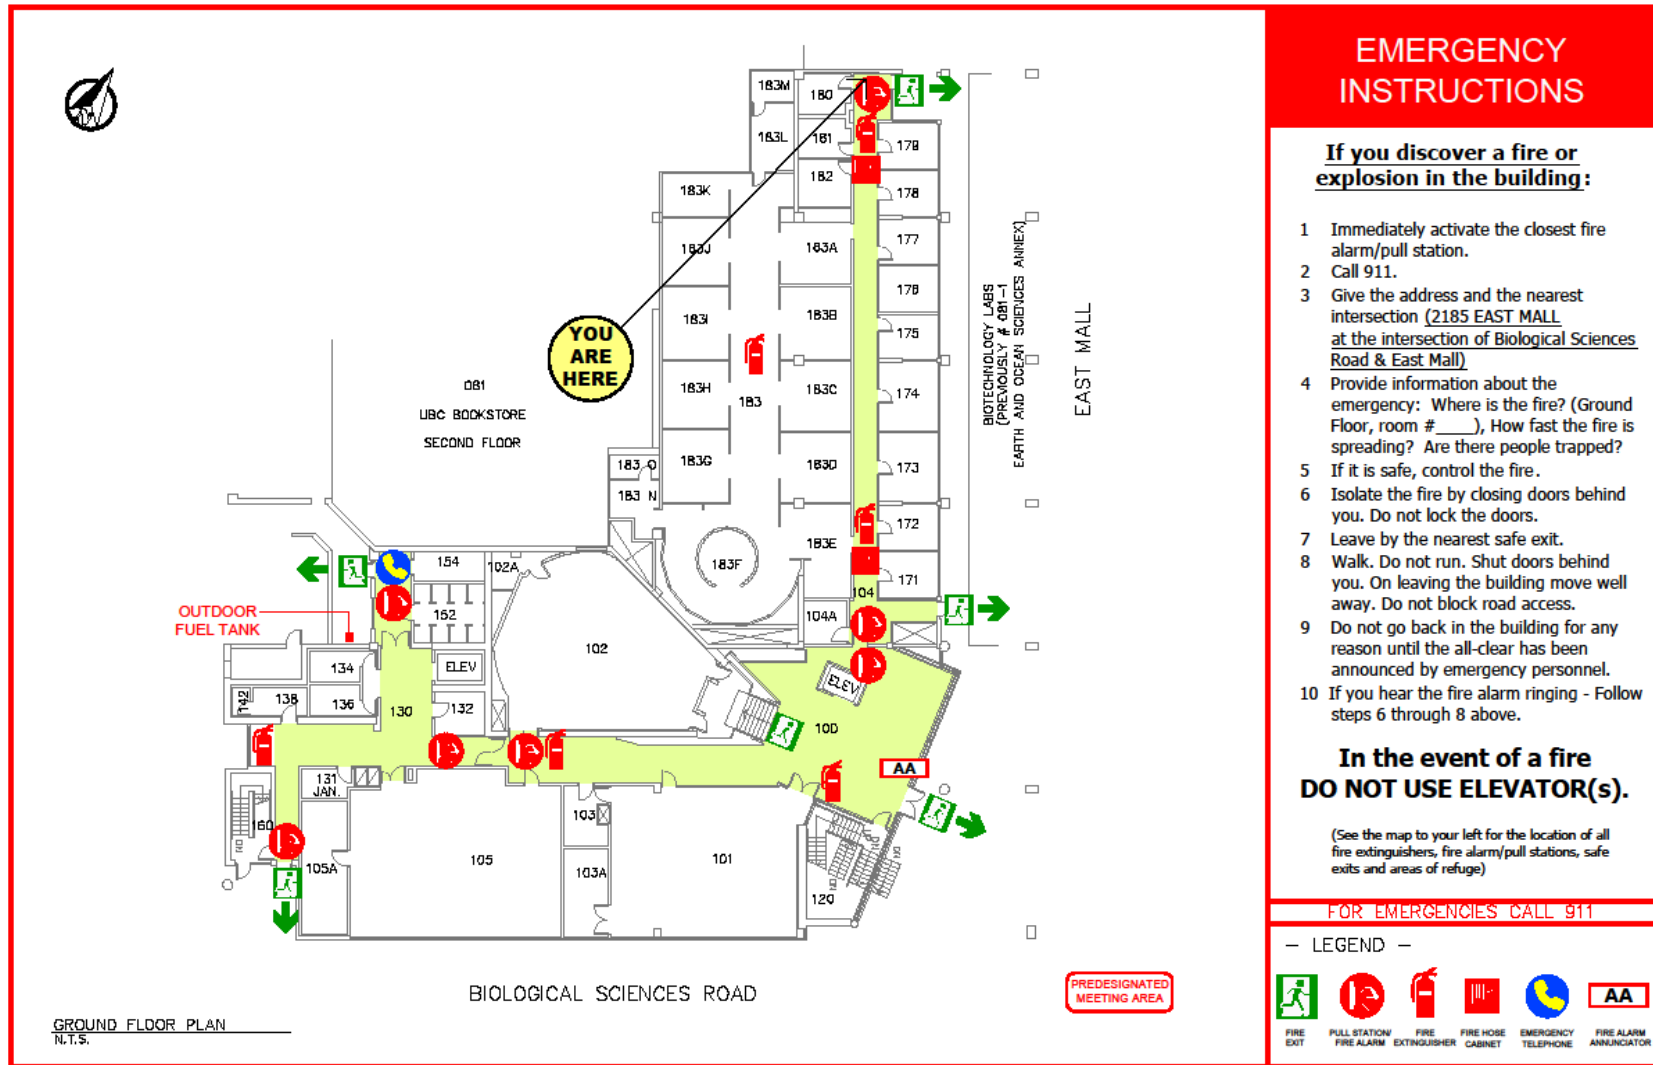 183M
180
183L
181
182
179
183K
178
183J
183A
177
176
183I
183B
175
YOU
ARE
HERE
081
UBC BOOKSTORE
SECOND FLOOR
183H
183
183C
174
BIOTECHNOLOGY LABS
(PREVIOUSLY # 081-1
EARTH AND OCEAN SCIENCES ANNEX)
EAST MALL
183G
183D
173
183 O
183 N
172
183E
183F
171
154
102A
104
OUTDOOR
FUEL TANK
152
104A
102
134
ELEV
ELEV
142
138
136
130
132
100
AA
131
JAN.
160
DN
103
105
101
105A
103A
DN
DN
DN
120
BIOLOGICAL SCIENCES ROAD
PREDESIGNATED
MEETING AREA
GROUND FLOOR PLAN
N.T.S.
EMERGENCY
INSTRUCTIONS
If you discover a fire or
explosion in the building:
1 Immediately activate the closest fire
alarm/pull station.
2 Call 911.
3 Give the address and the nearest
intersection (2185 EAST MALL
at the intersection of Biological Sciences
Road & East Mall)
4 Provide information about the
emergency: Where is the fire? (Ground
Floor, room #____), How fast the fire is
spreading? Are there people trapped?
5 If it is safe, control the fire.
6 Isolate the fire by closing doors behind
you. Do not lock the doors.
7 Leave by the nearest safe exit.
8 Walk. Do not run. Shut doors behind
you. On leaving the building move well
away. Do not block road access.
9 Do not go back in the building for any
reason until the all-clear has been
announced by emergency personnel.
10 If you hear the fire alarm ringing - Follow
steps 6 through 8 above.
In the event of a fire
DO NOT USE ELEVATOR(s).
(See the map to your left for the location of all
fire extinguishers, fire alarm/pull stations, safe
exits and areas of refuge)
FOR EMERGENCIES CALL 911
- LEGEND -
AA
FIRE
EXIT
PULL STATION/
FIRE ALARM
FIRE
EXTINGUISHER
FIRE HOSE
CABINET
EMERGENCY
TELEPHONE
FIRE ALARM
ANNUNCIATOR